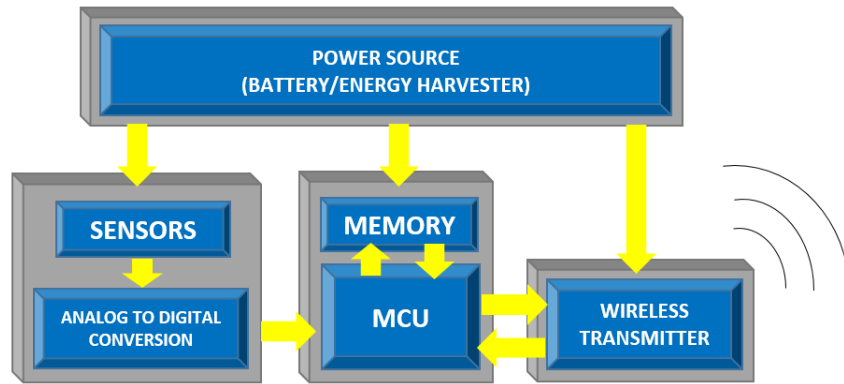 POWER SOURCE
(BATTERY/ENERGY HARVESTER)
SENSORS
ANALOG TO DIGITAL
CONVERSION
MEMORY
MCU
WIRELESS
TRANSMITTER